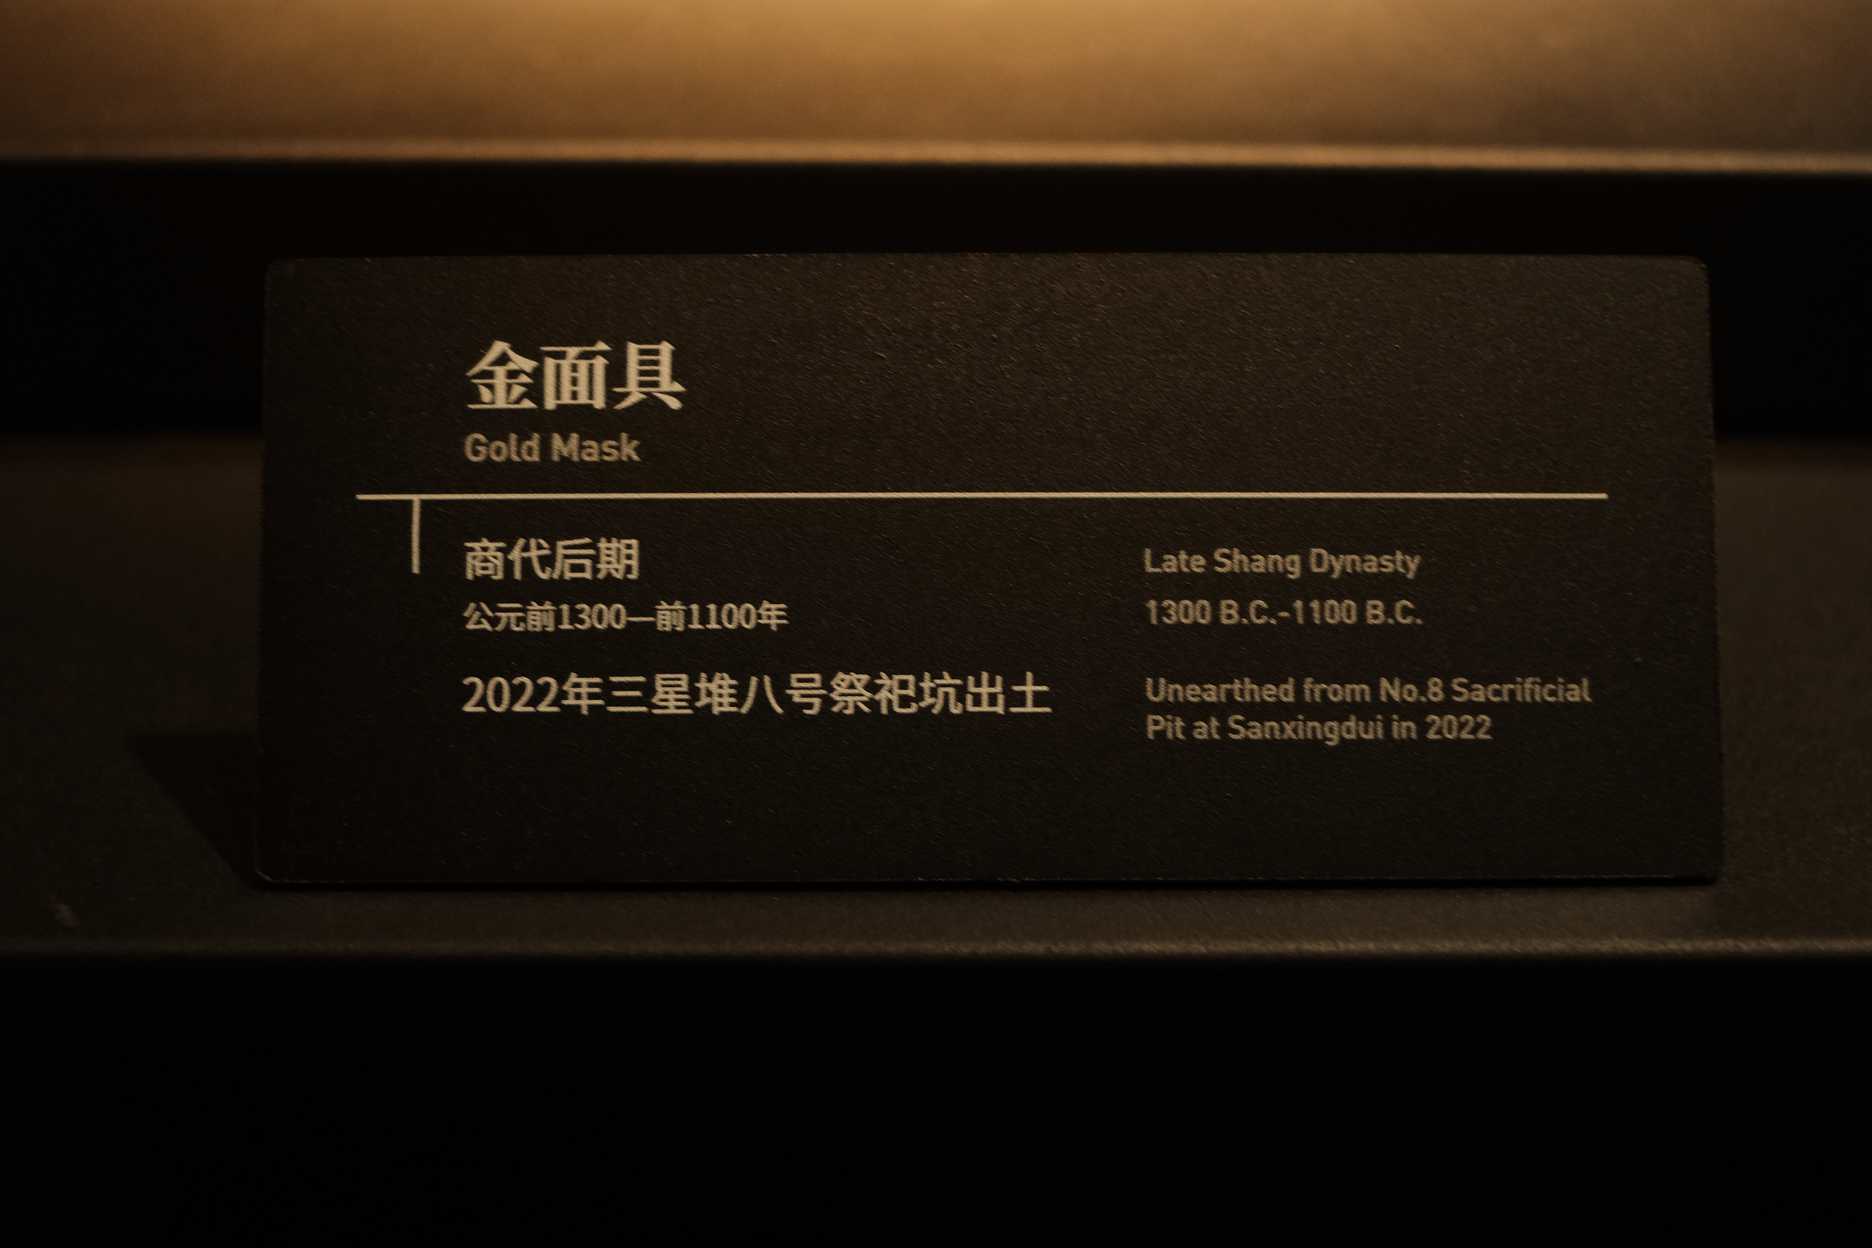 金面具
Gold Mask
商代后期
公元前1300—前1100年
2022年三星堆八号祭祀坑出土
Late Shang Dynasty
1300 B.C.-1100 B.C.
Unearthed from No.8 Sacrificial
Pit at Sanxingdui in 2022